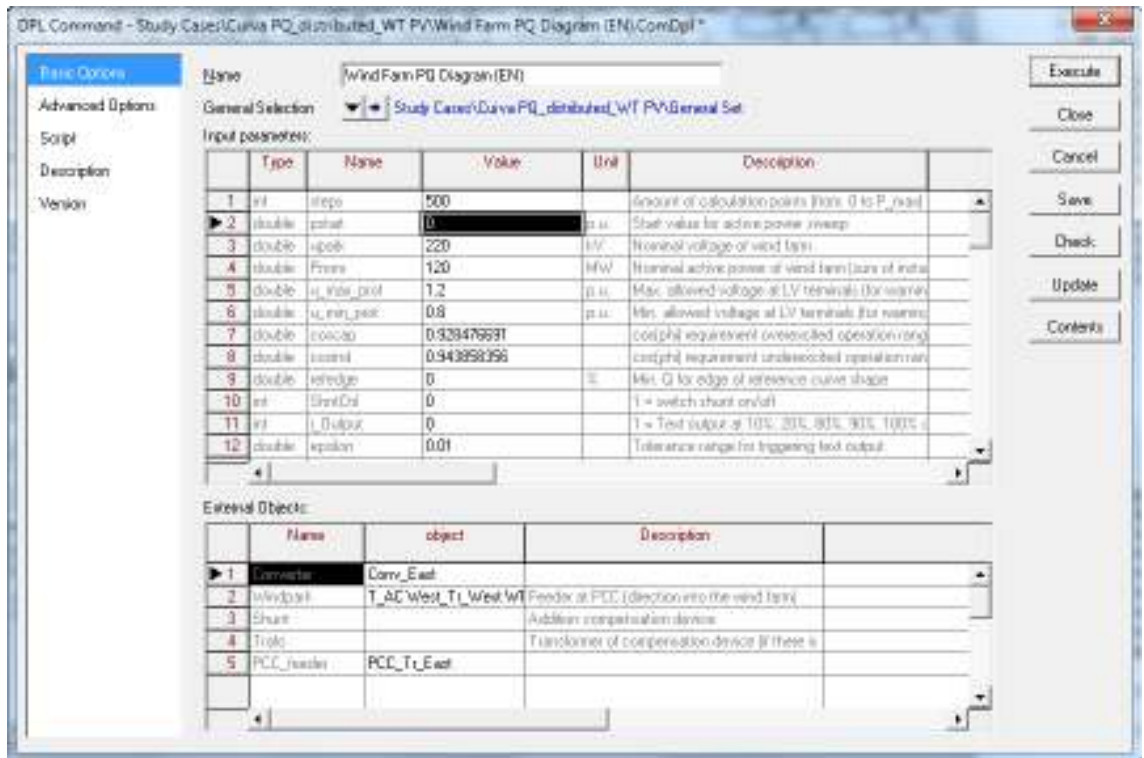 DPL Command - Study Cases\Curva PQ_distributed_WT PV\Wind Farm PQ Diagram (EN).ComDpl *
Basic Options
Advanced Options
Script
Description
Version
Name
Wind Farm PQ Diagram (EN)
General Selection
Study Cases\Curva PQ_distributed_WT PV\General Set
Input parameters:
Type Name Value Unit Description
1 int steps 500 Amount of calculation points (from 0 to P_max)
2 double pstart 0. p.u. Start value for active power sweep
3 double 220 kV Nominal voltage of wind farm
4 double 120 MW Nominal active power of wind farm (sum of insta
5 double u_max_prot 1.2 p.u. Max. allowed voltage at LV terminals (for warnin
6 double u_min_prot 0.8 p.u. Min. allowed voltage at LV terminals (for warning
7 double coscap 0.928476691 cos(phi) requirement overexcited operation rang
8 double cosind 0.943858356 cos(phi) requirement underexcited operation ran
9 double refedge 0 % Min. Q for edge of reference curve shape
10 int ShntCtrl 0 1 = switch shunt on/off
11 int i_Output 0 1 = Text output at 10%, 20%, 80%, 90%, 100%
12 double epsilon 0.01 Tolerance range for triggering text output
External Objects:
Name object Description
1 Converter Conv_East
2 Windpark T_AC West_Tr_West WT Feeder at PCC (direction into the wind farm)
3 Shunt Addition compensation device
4 Trafo Transformer of compensation device (if there is
5 PCC_feeder PCC_Tr_East
Execute
Close
Cancel
Save
Check
Update
Contents